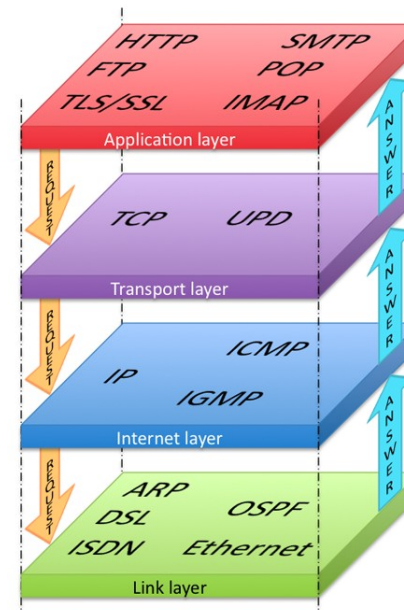 HTTP SMTP
FTP POP
TLS/SSL IMAP
Application layer
REQUEST
ANSWER
TCP UPD
Transport layer
REQUEST
ANSWER
ICMP
IP
IGMP
Internet layer
REQUEST
ANSWER
ARP
OSPF
DSL
ISDN Ethernet
Link layer